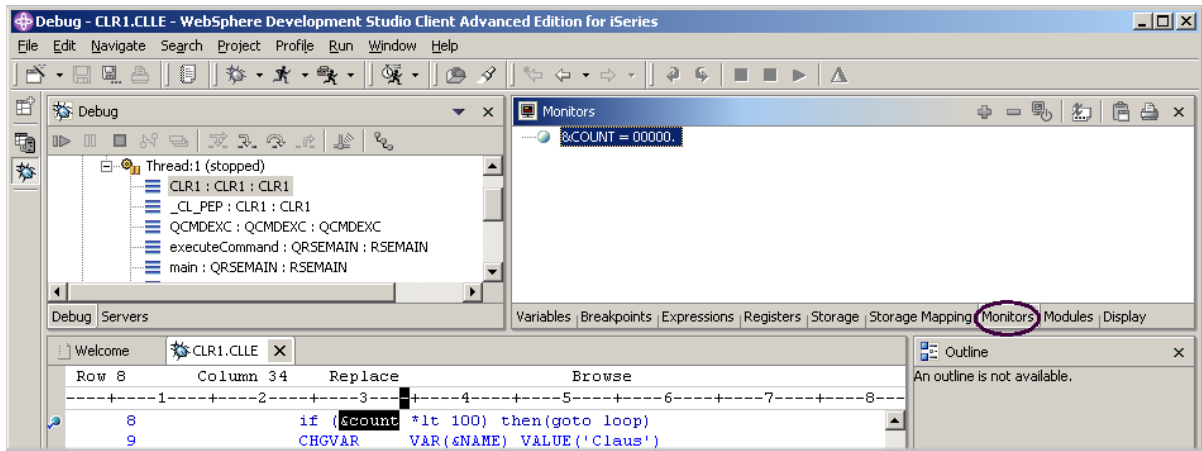 Debug - CLR1.CLLE - WebSphere Development Studio Client Advanced Edition for iSeries
File Edit Navigate Search Project Profile Run Window Help
Debug
Thread:1 (stopped)
CLR1 : CLR1 : CLR1
_CL_PEP : CLR1 : CLR1
QCMDEXC : QCMDEXC : QCMDEXC
executeCommand : QRSEMAIN : RSEMAIN
main : QRSEMAIN : RSEMAIN
Debug Servers
Monitors
&COUNT = 00000.
Variables Breakpoints Expressions Registers Storage Storage Mapping Monitors Modules Display
Welcome CLR1.CLLE
Row 8 Column 34 Replace Browse
----+----1----+----2----+----3----+----4----+----5----+----6----+----7----+----8---
8 if (&count *lt 100) then(goto loop)
9 CHGVAR VAR(&NAME) VALUE('Claus')
Outline
An outline is not available.